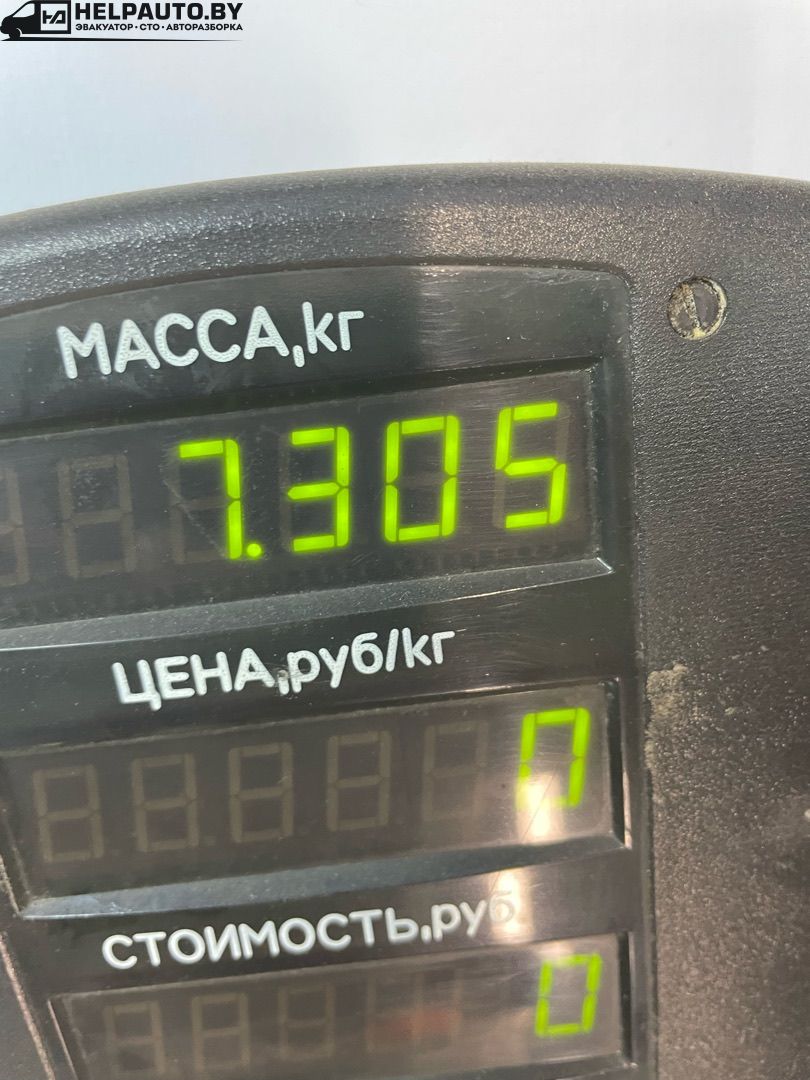 HELPAUTO.BY
ЭВАКУАТОР • СТО • АВТОРАЗБОРКА
МАССА,кг
7.305
ЦЕНА,руб/кг
0
СТОИМОСТЬ,руб.
0